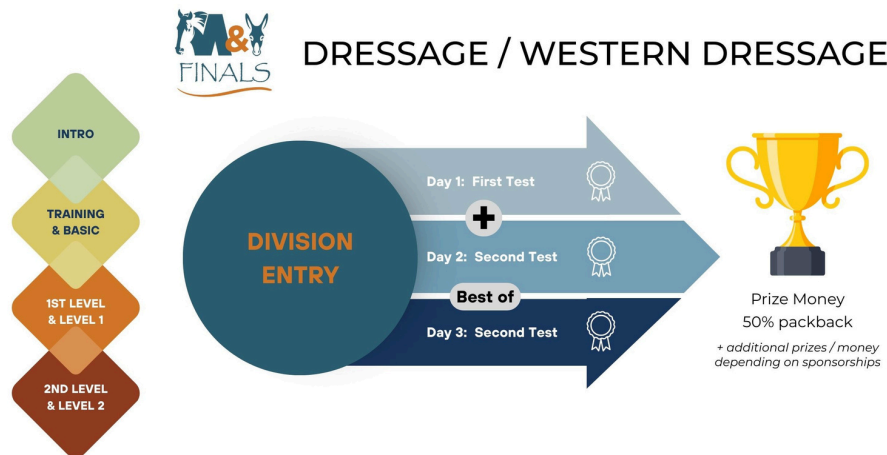 M&
FINALS
DRESSAGE / WESTERN DRESSAGE
INTRO
TRAINING
& BASIC
1ST LEVEL
& LEVEL 1
2ND LEVEL
& LEVEL 2
DIVISION
ENTRY
Day 1: First Test
+
Day 2: Second Test
Best of
Day 3: Second Test
Prize Money
50% packback
+ additional prizes / money
depending on sponsorships